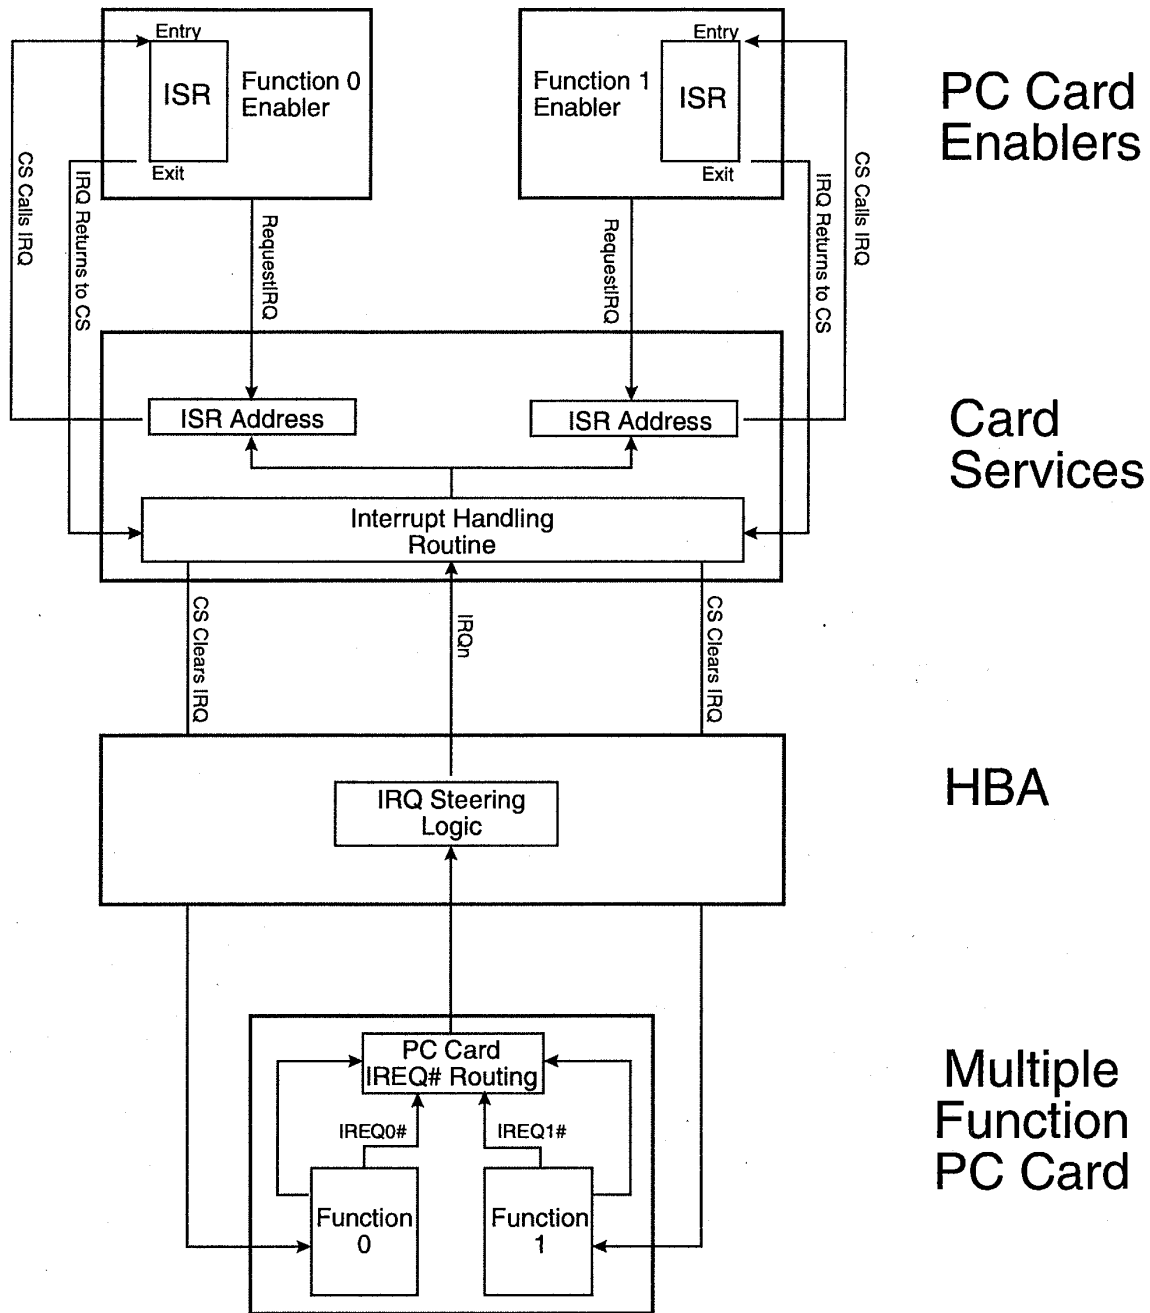 Entry
ISR
Function 0
Enabler
Exit
Entry
Function 1
Enabler
ISR
Exit
PC Card
Enablers
CS Calls IRQ
IRQ Returns to CS
RequestIRQ
RequestIRQ
IRQ Returns to CS
CS Calls IRQ
ISR Address
ISR Address
Card
Services
Interrupt Handling
Routine
CS Clears IRQ
IRQn
CS Clears IRQ
IRQ Steering
Logic
HBA
PC Card
IREQ# Routing
IREQ0#
IREQ1#
Function
0
Function
1
Multiple
Function
PC Card